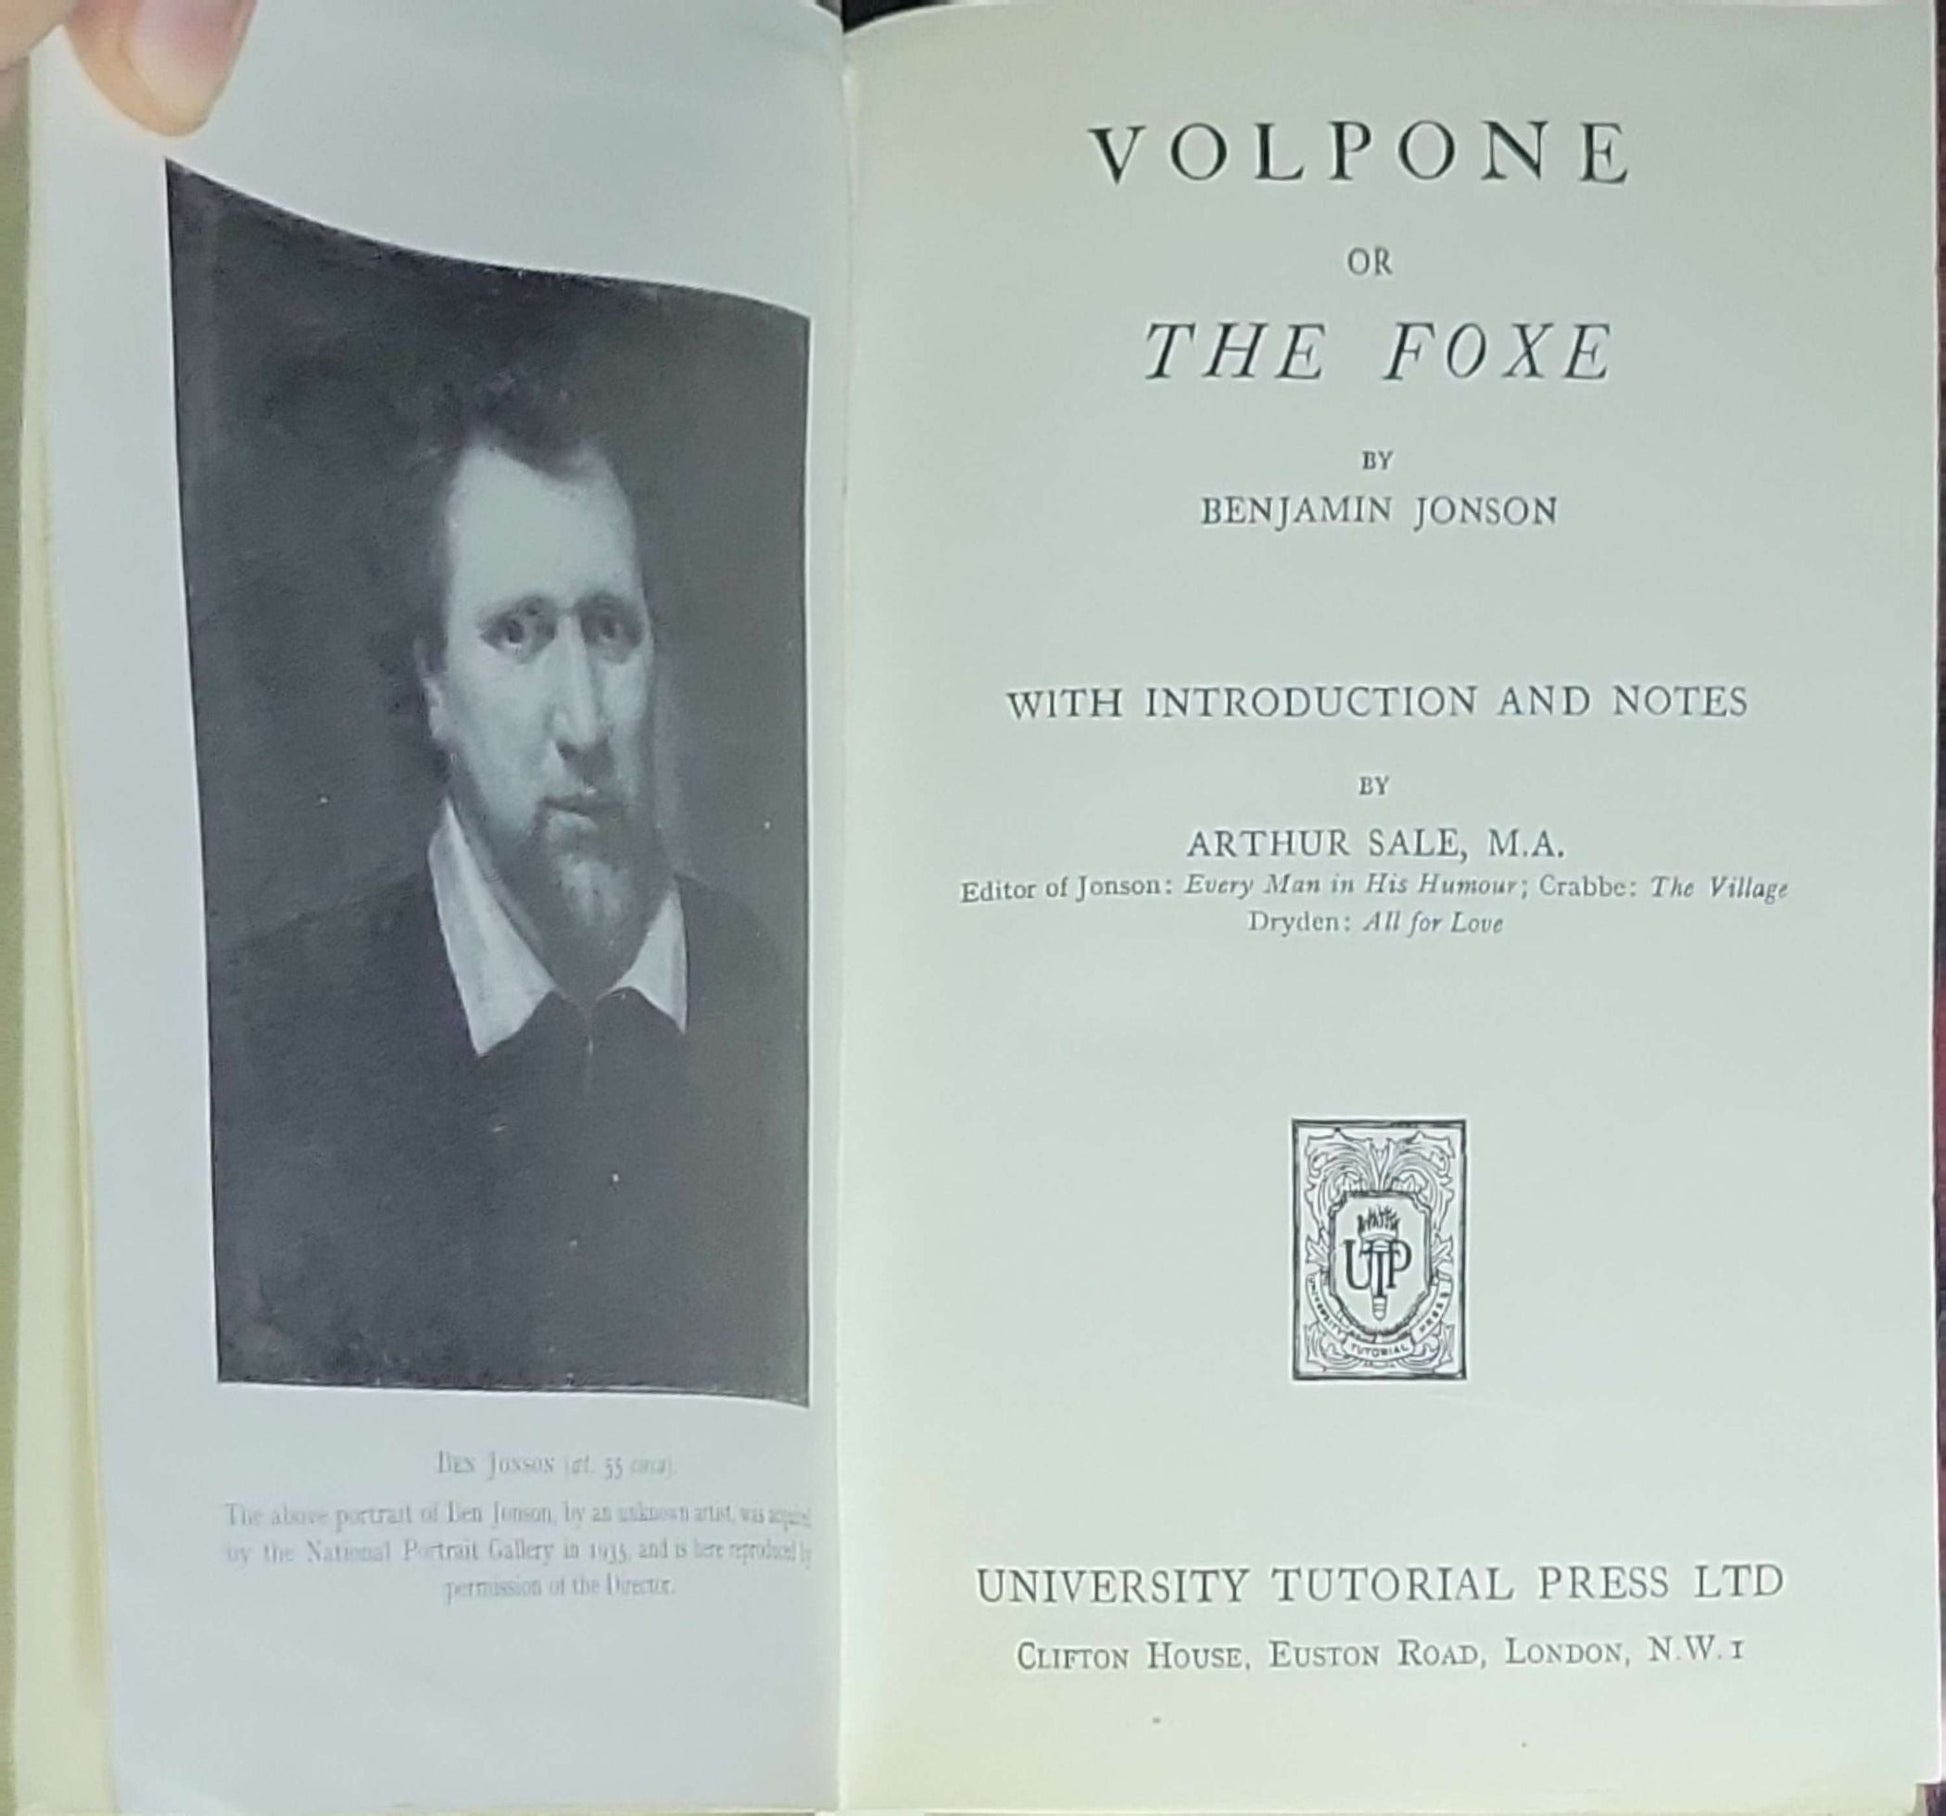 BEN JONSON (æt. 55 circa).
The above portrait of Ben Jonson, by an unknown artist, was acquired
by the National Portrait Gallery in 1935, and is here reproduced by
permission of the Director.
VOLPONE
OR
THE FOXE
BY
BENJAMIN JONSON
WITH INTRODUCTION AND NOTES
BY
ARTHUR SALE, M.A.
Editor of Jonson: Every Man in His Humour; Crabbe: The Village
Dryden: All for Love
UTP
UNIVERSITY TUTORIAL PRESS
UNIVERSITY TUTORIAL PRESS LTD
CLIFTON HOUSE, EUSTON ROAD, LONDON, N.W.1